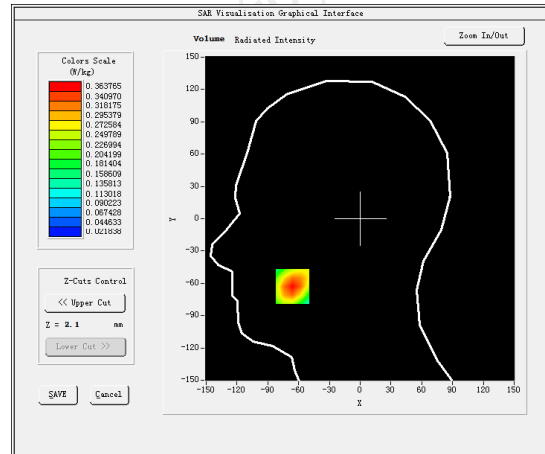 SAR Visualisation Graphical Interface
Volume Radiated Intensity
Zoom In/Out
Colors Scale
(W/kg)
0.363765
0.340970
0.318175
0.295379
0.272584
0.249789
0.226994
0.204199
0.181404
0.158609
0.135813
0.113018
0.090223
0.067428
0.044633
0.021838
Z-Cuts Control
<< Upper Cut
Z = 2.1 mm
Lower Cut >>
SAVE Cancel
150
120
90
60
30
0
-30
-60
-90
-120
-150
Y
-150 -120 -90 -60 -30 0 30 60 90 120 150
X